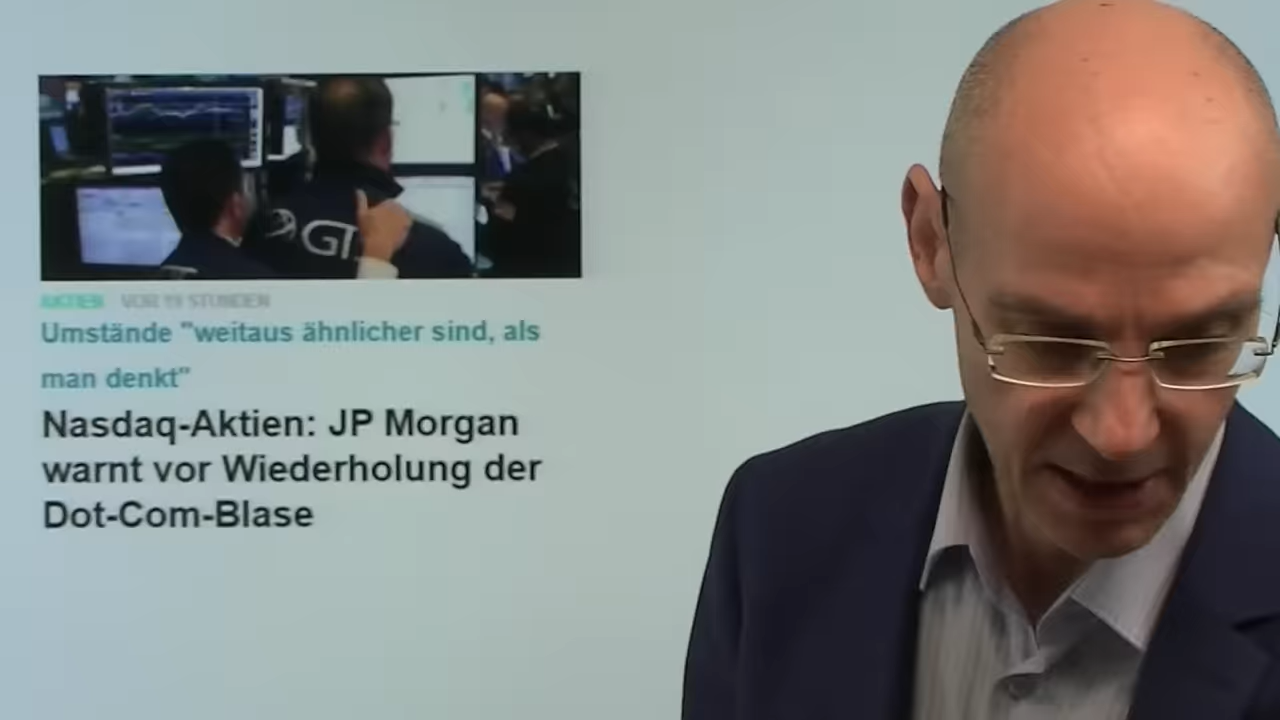 GT
AKTIEN VOR 19 STUNDEN
Umstände "weitaus ähnlicher sind, als
man denkt"
Nasdaq-Aktien: JP Morgan
warnt vor Wiederholung der
Dot-Com-Blase